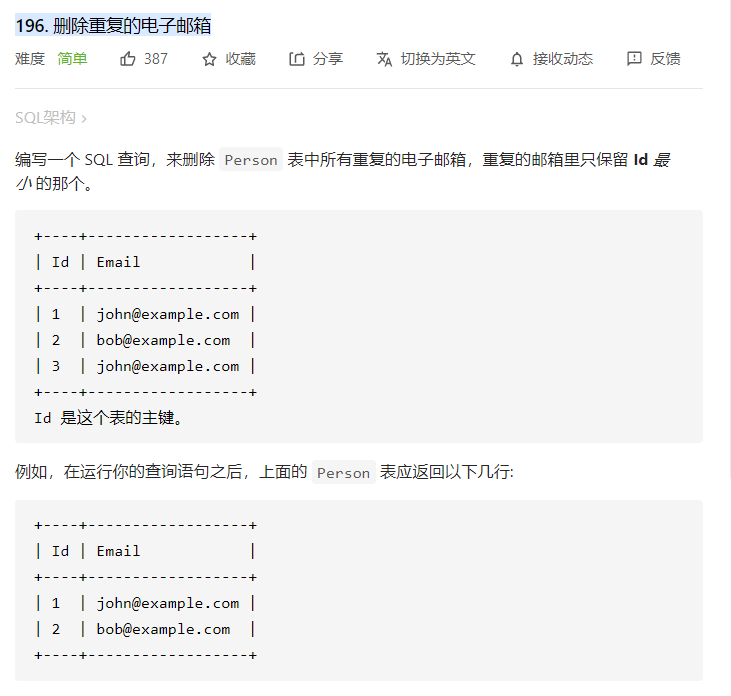 196. 删除重复的电子邮箱
难度 简单 387 收藏 分享 切换为英文 接收动态 反馈
SQL架构 ›
编写一个 SQL 查询，来删除 Person 表中所有重复的电子邮箱，重复的邮箱里只保留 Id 最
小 的那个。
+----+------------------+
| Id | Email            |
+----+------------------+
| 1  | john@example.com |
| 2  | bob@example.com  |
| 3  | john@example.com |
+----+------------------+
Id 是这个表的主键。
例如，在运行你的查询语句之后，上面的 Person 表应返回以下几行:
+----+------------------+
| Id | Email            |
+----+------------------+
| 1  | john@example.com |
| 2  | bob@example.com  |
+----+------------------+